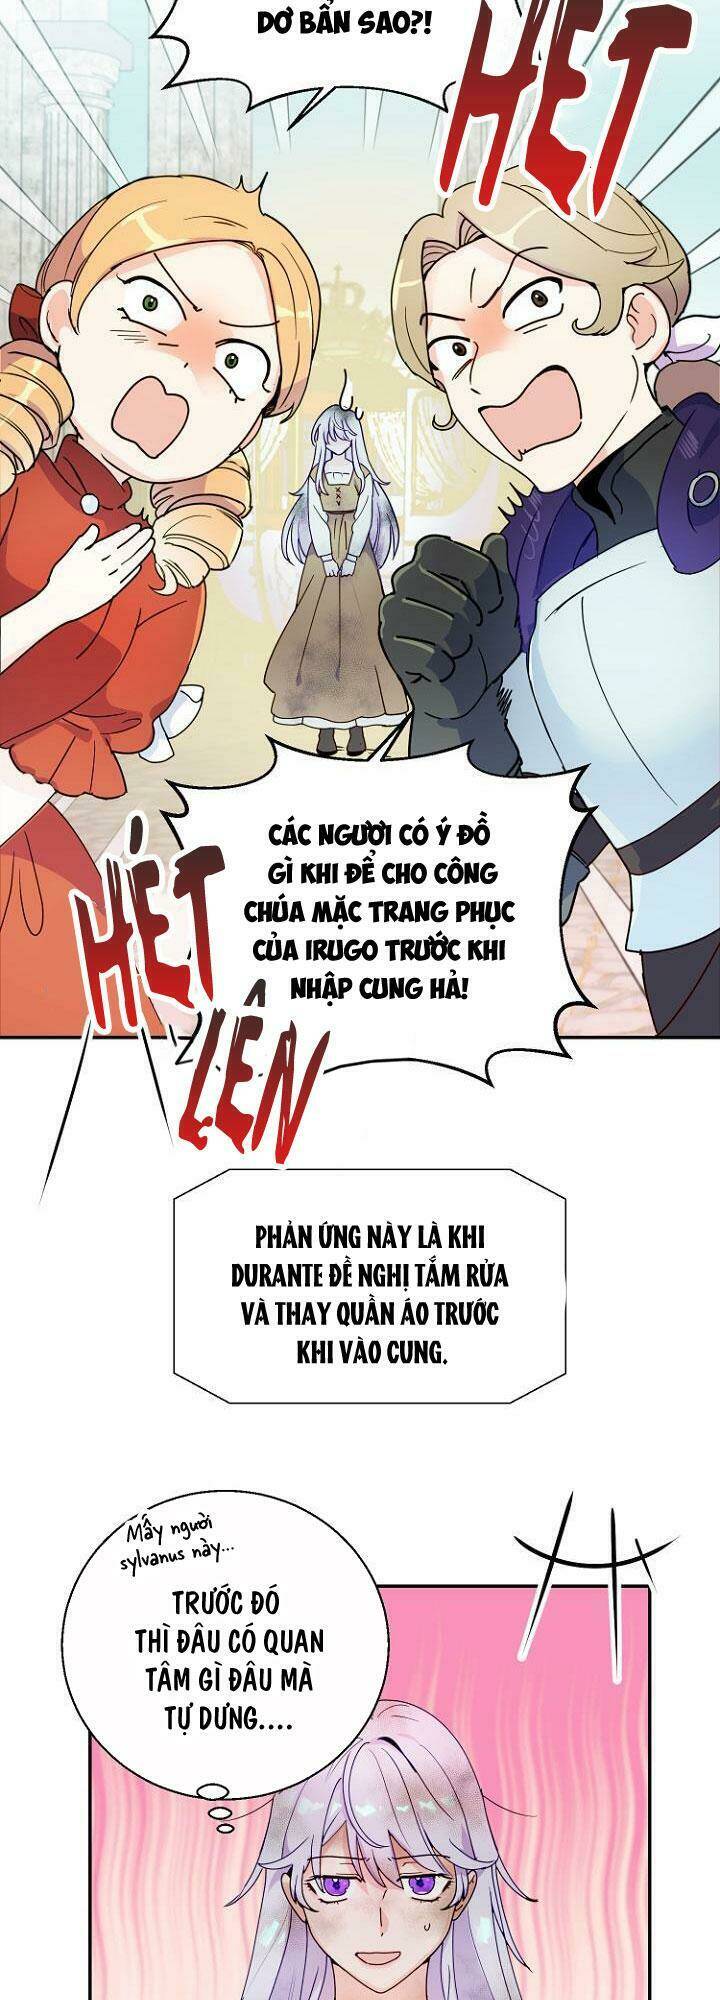 DƠ BẨN SAO?!
HÉT
CÁC NGƯƠI CÓ Ý ĐỒ
GÌ KHI ĐỂ CHO CÔNG
CHÚA MẶC TRANG PHỤC
CỦA IRUGO TRƯỚC KHI
NHẬP CUNG HẢ!
HÉT
LÊN
PHẢN ỨNG NÀY LÀ KHI
DURANTE ĐỀ NGHỊ TẮM RỬA
VÀ THAY QUẦN ÁO TRƯỚC
KHI VÀO CUNG.
Mấy người
sylvanus này...
TRƯỚC ĐÓ
THÌ ĐÂU CÓ QUAN
TÂM GÌ ĐÂU MÀ
TỰ DƯNG....